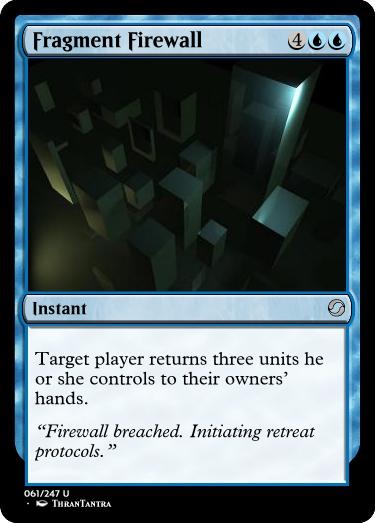 Fragment Firewall 4
Instant
Target player returns three units he
or she controls to their owners'
hands.
“Firewall breached. Initiating retreat
protocols.”
061/247 U
· ThranTantra